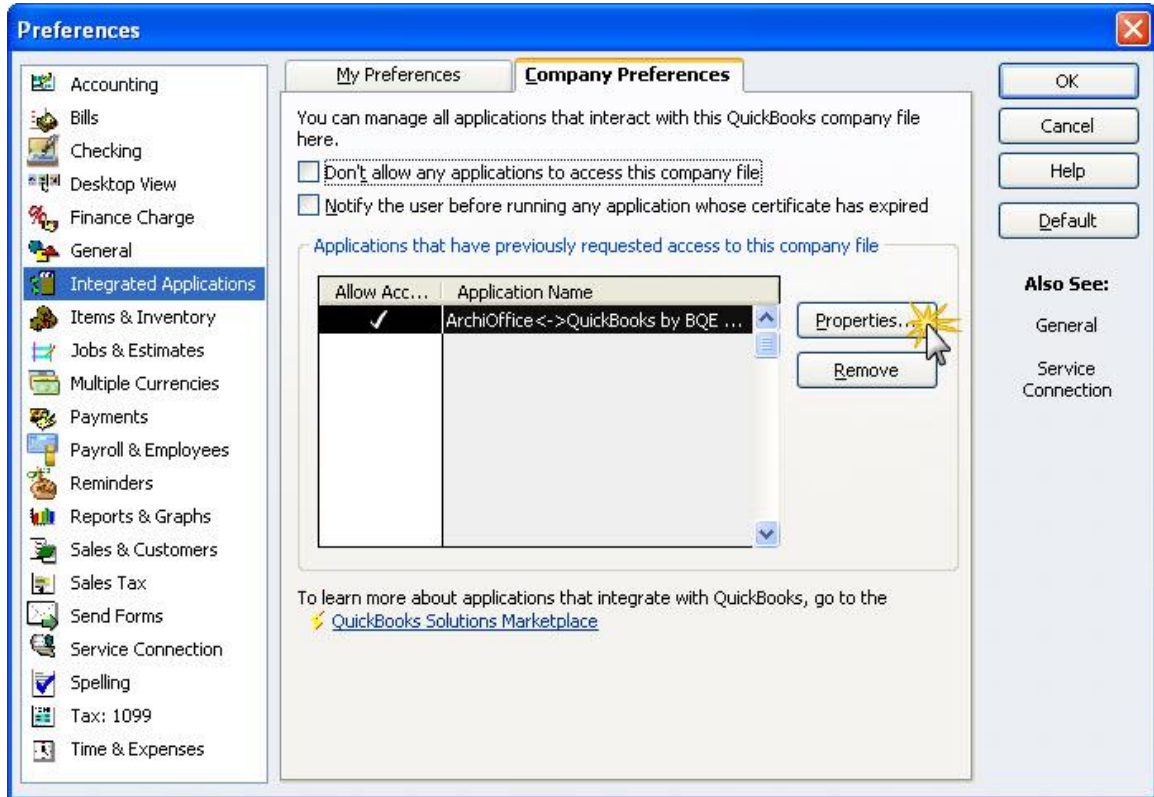 Preferences
Accounting
Bills
Checking
Desktop View
Finance Charge
General
Integrated Applications
Items & Inventory
Jobs & Estimates
Multiple Currencies
Payments
Payroll & Employees
Reminders
Reports & Graphs
Sales & Customers
Sales Tax
Send Forms
Service Connection
Spelling
Tax: 1099
Time & Expenses
My Preferences
Company Preferences
You can manage all applications that interact with this QuickBooks company file
here.
Don't allow any applications to access this company file
Notify the user before running any application whose certificate has expired
Applications that have previously requested access to this company file
Allow Acc... Application Name
ArchiOffice<->QuickBooks by BQE ...
Properties...
Remove
To learn more about applications that integrate with QuickBooks, go to the
QuickBooks Solutions Marketplace
OK
Cancel
Help
Default
Also See:
General
Service
Connection